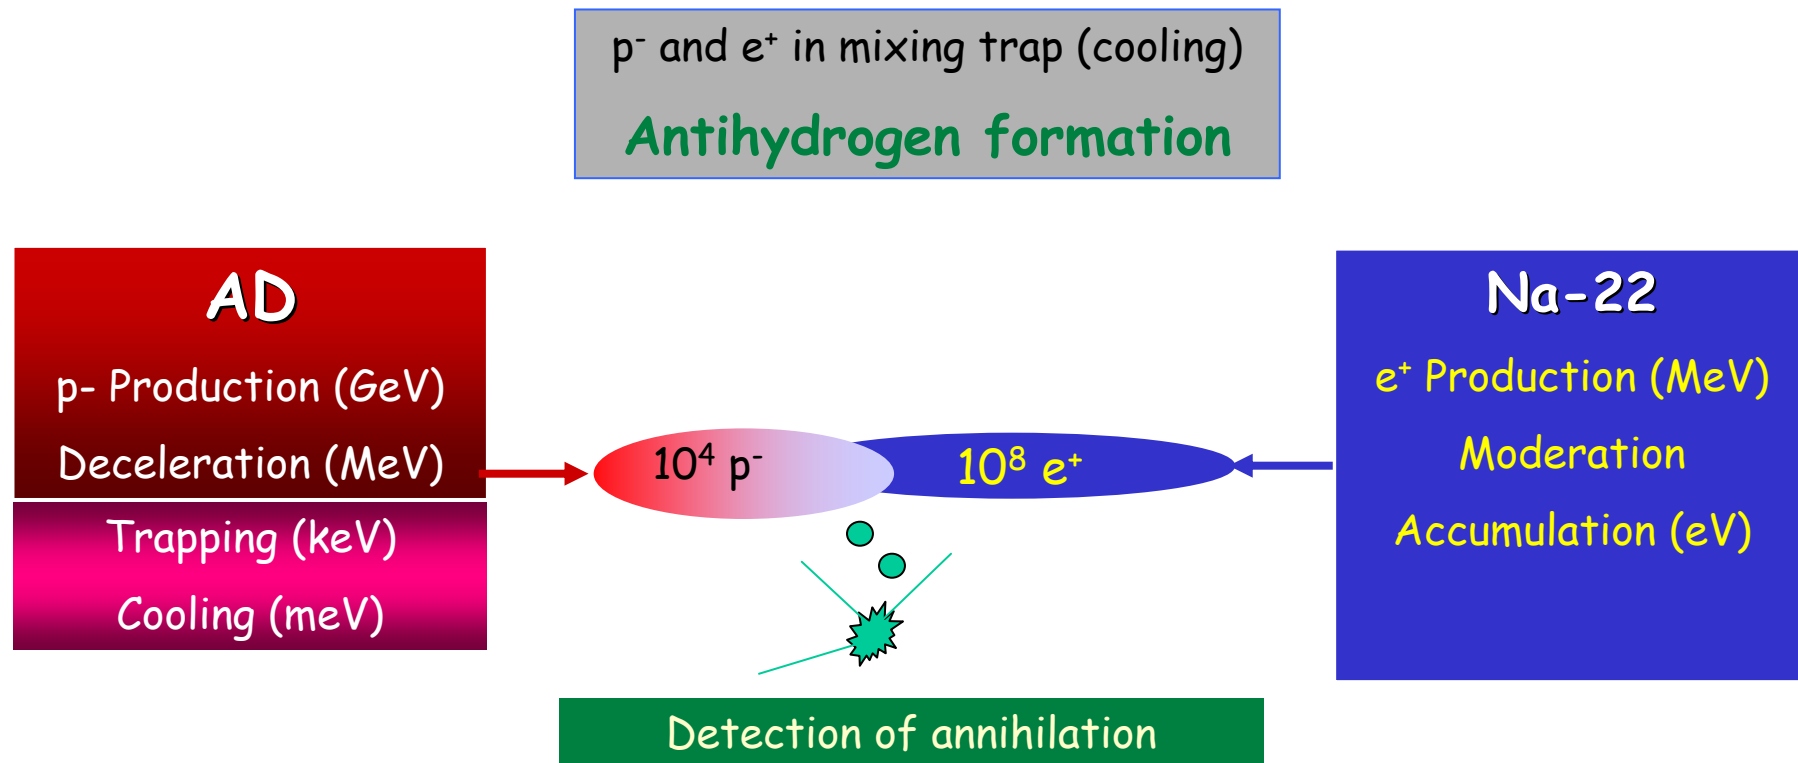 p⁻ and e⁺ in mixing trap (cooling)
Antihydrogen formation
AD
p- Production (GeV)
Deceleration (MeV)
Trapping (keV)
Cooling (meV)
10⁴ p⁻
10⁸ e⁺
Na-22
e⁺ Production (MeV)
Moderation
Accumulation (eV)
Detection of annihilation